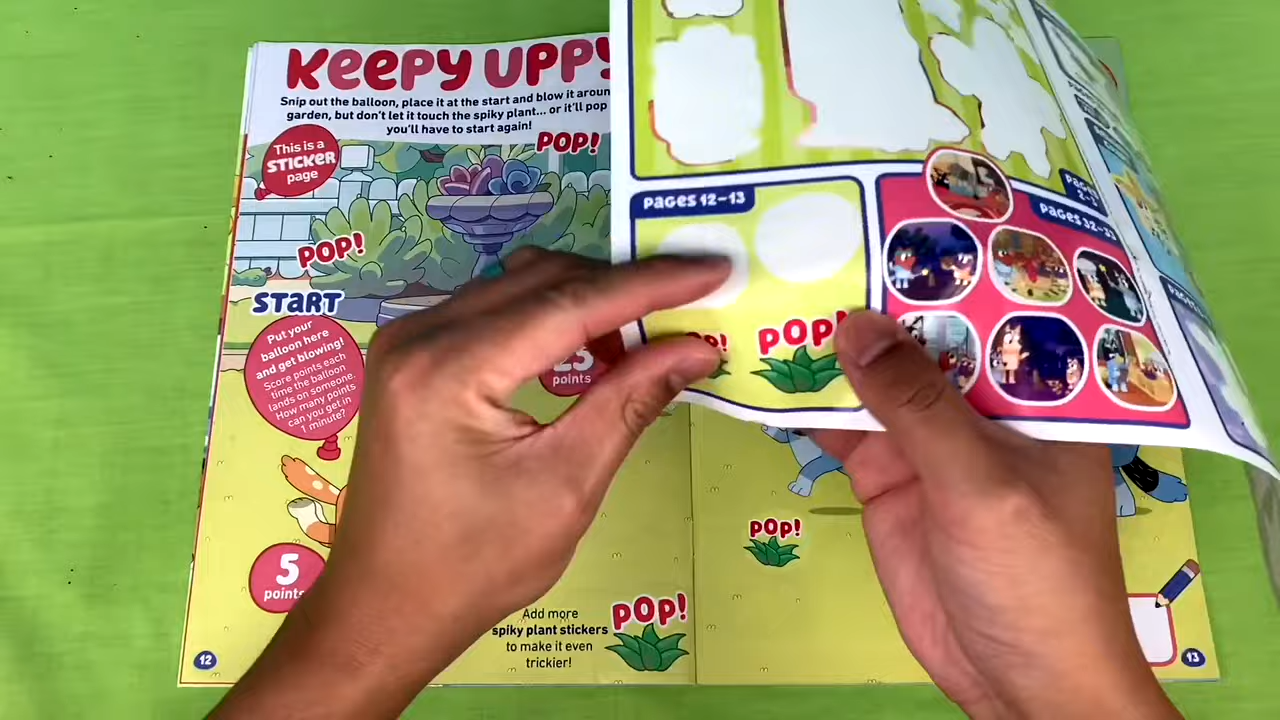 KEEPY UPPY
Snip out the balloon, place it at the start and blow it around
garden, but don't let it touch the spiky plant... or it'll pop
you'll have to start again!
This is a
STICKER
page
POP!
POP!
START
Put your
balloon here
and get blowing!
Score points each
time the balloon
lands on someone.
How many points
can you get in
1 minute?
points
5
points
Add more
spiky plant stickers
to make it even
trickier!
POP!
POP!
12
13
PAGES 12-13
PAGES 32-33
POP!